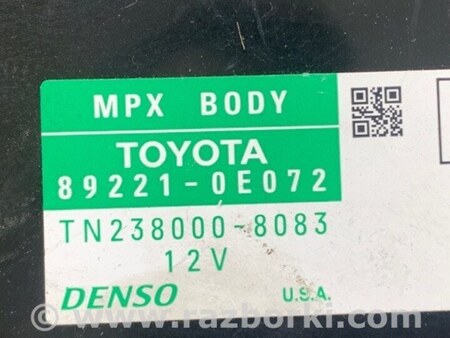 MPX BODY
TOYOTA
89221-0E072
TN238000-8083
12V
DENSO U.S.A.
www.razborki.com